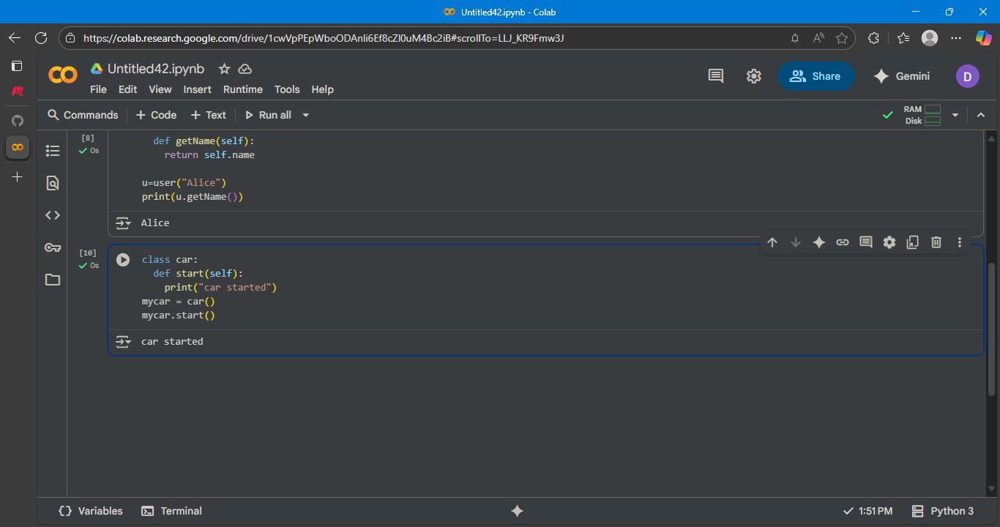 Untitled42.ipynb - Colab
https://colab.research.google.com/drive/1cwVpPEpWboODAnli6Ef8cZl0uM4Bc2iB#scrollTo=LLJ_KR9Fmw3J
Untitled42.ipynb
Share
Gemini
D
File Edit View Insert Runtime Tools Help
Commands + Code + Text Run all
RAM
Disk
[8]
0s
def getName(self):
return self.name
u=user("Alice")
print(u.getName())
Alice
[10]
0s
class car:
def start(self):
print("car started")
mycar = car()
mycar.start()
car started
Variables Terminal
1:51 PM Python 3